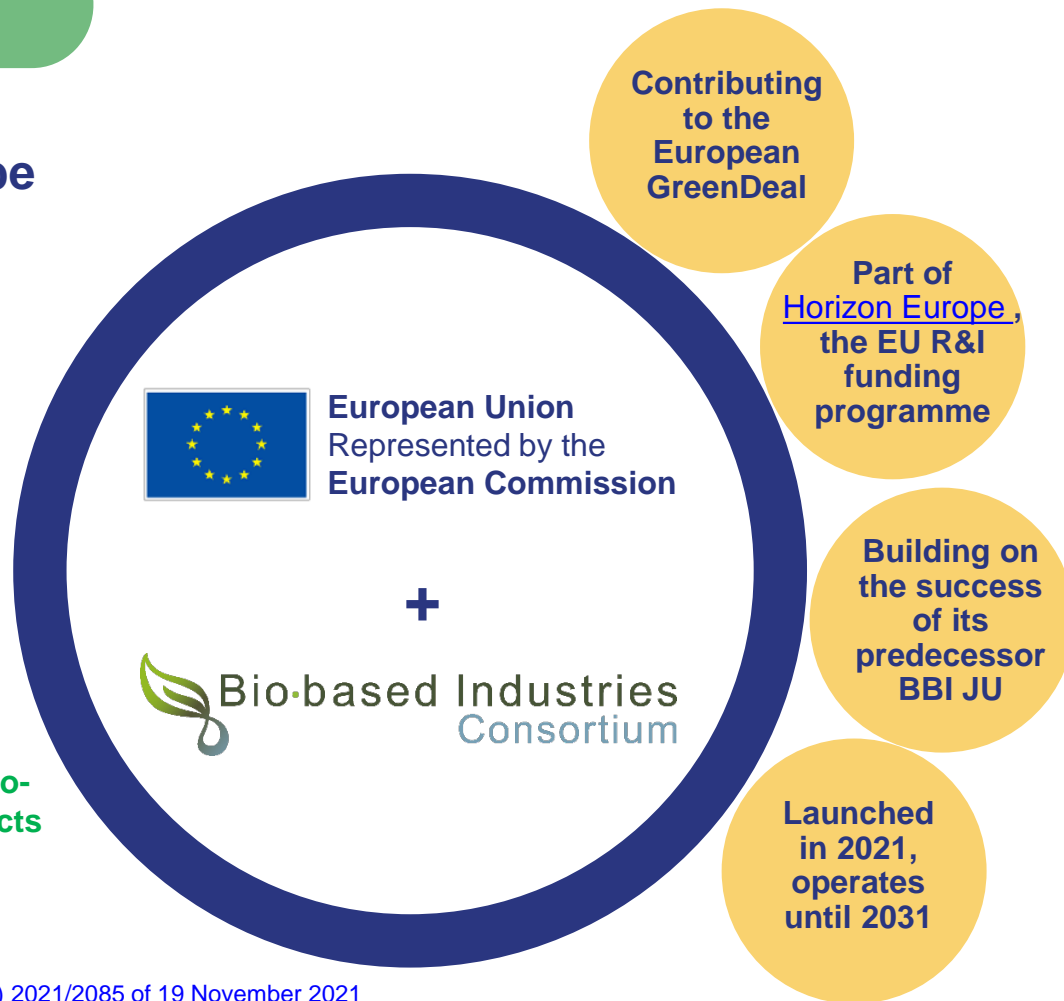 Contributing
to the
European
GreenDeal
Part of
Horizon Europe ,
the EU R&I
funding
programme
European Union
Represented by the
European Commission
+
Building on
the success
of its
predecessor
BBI JU
Bio-based Industries
Consortium
Launched
in 2021,
operates
until 2031
2021/2085 of 19 November 2021